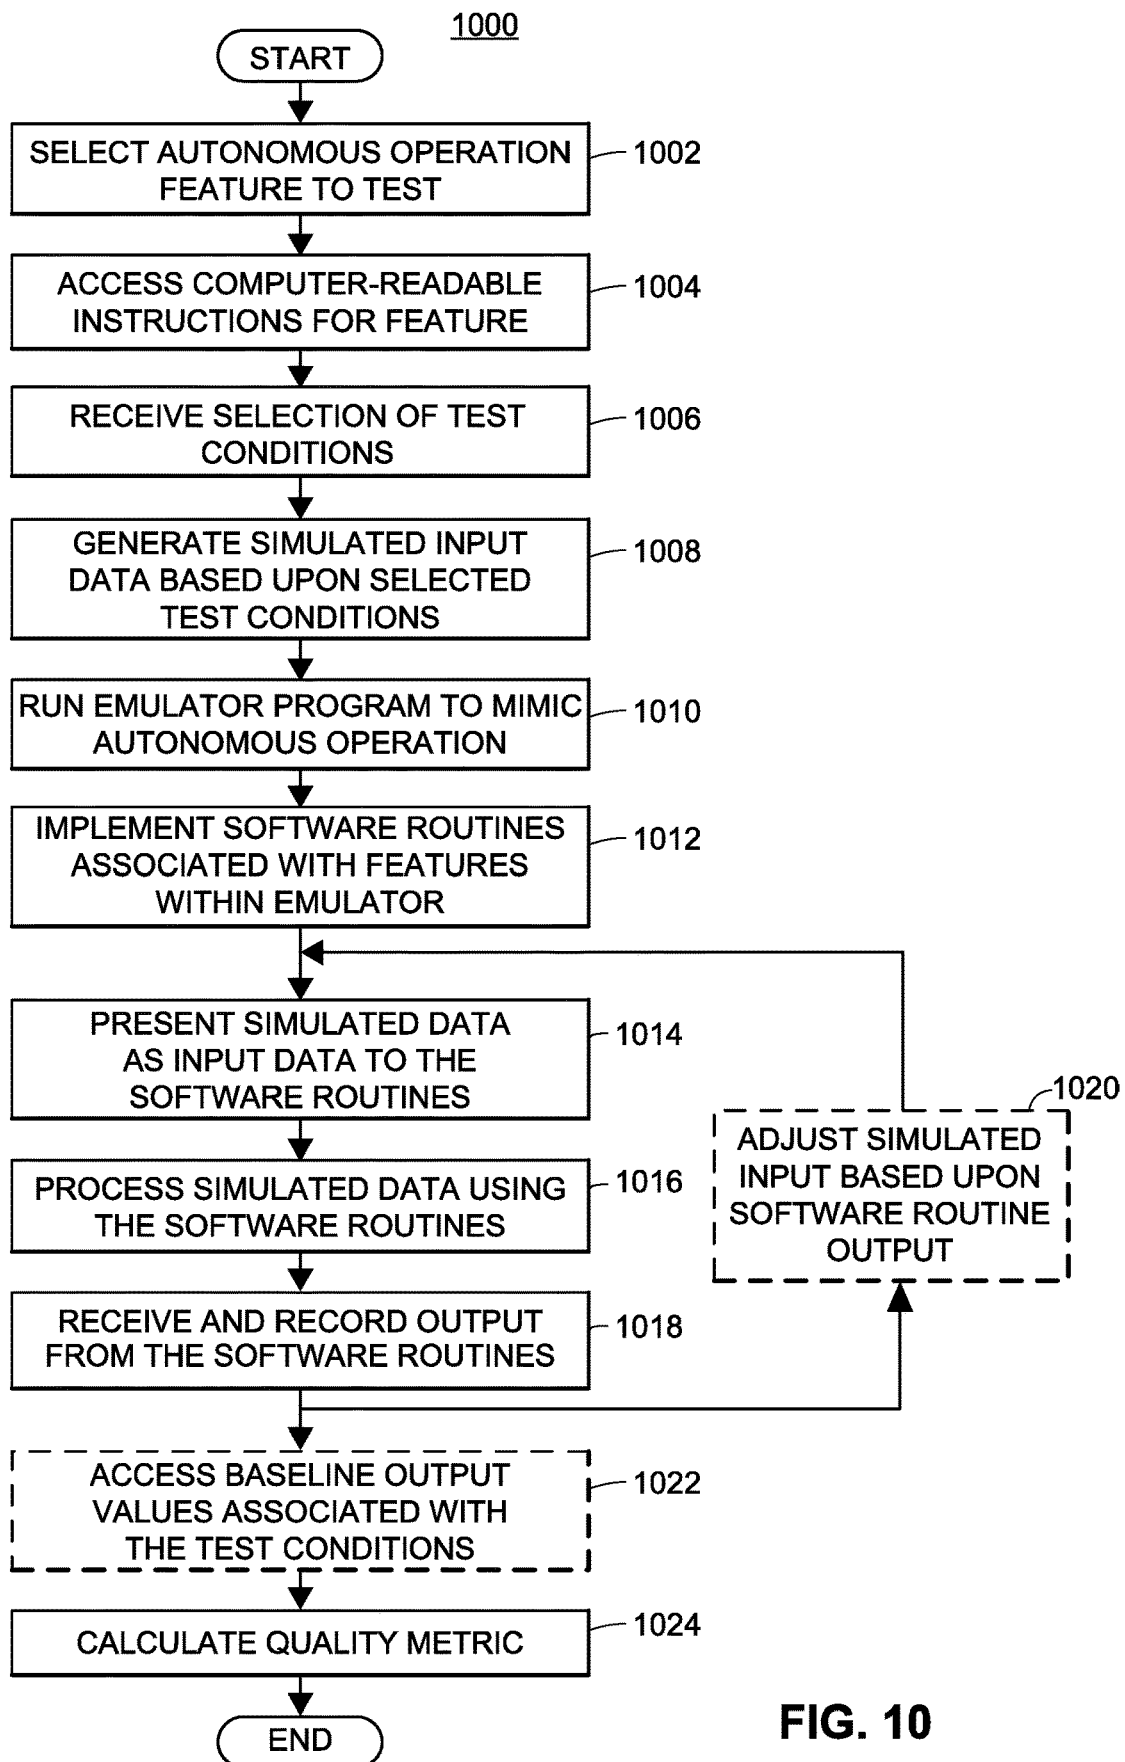 1000
START
SELECT AUTONOMOUS OPERATION
FEATURE TO TEST
1002
ACCESS COMPUTER-READABLE
INSTRUCTIONS FOR FEATURE
1004
RECEIVE SELECTION OF TEST
CONDITIONS
1006
GENERATE SIMULATED INPUT
DATA BASED UPON SELECTED
TEST CONDITIONS
1008
RUN EMULATOR PROGRAM TO MIMIC
AUTONOMOUS OPERATION
1010
IMPLEMENT SOFTWARE ROUTINES
ASSOCIATED WITH FEATURES
WITHIN EMULATOR
1012
PRESENT SIMULATED DATA
AS INPUT DATA TO THE
SOFTWARE ROUTINES
1014
PROCESS SIMULATED DATA USING
THE SOFTWARE ROUTINES
1016
RECEIVE AND RECORD OUTPUT
FROM THE SOFTWARE ROUTINES
1018
1020
ADJUST SIMULATED
INPUT BASED UPON
SOFTWARE ROUTINE
OUTPUT
ACCESS BASELINE OUTPUT
VALUES ASSOCIATED WITH
THE TEST CONDITIONS
1022
CALCULATE QUALITY METRIC
1024
END
FIG. 10